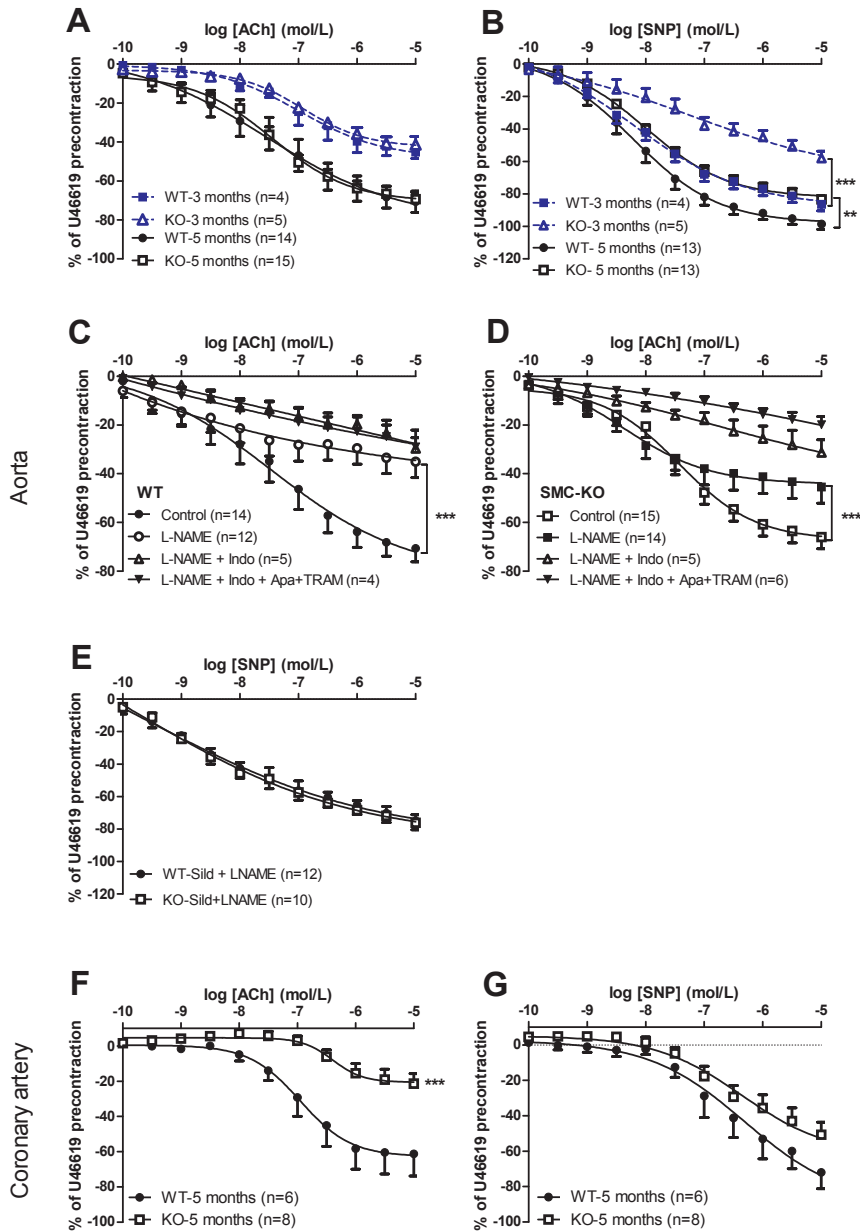 A
log [ACh] (mol/L)
-10 -9 -8 -7 -6 -5
0
-20
-40
-60
-80
-100
% of U46619 precontraction
WT-3 months (n=4)
KO-3 months (n=5)
WT-5 months (n=14)
KO-5 months (n=15)
B
log [SNP] (mol/L)
-10 -9 -8 -7 -6 -5
0
-20
-40
-60
-80
-100
-120
% of U46619 precontraction
WT-3 months (n=4)
KO-3 months (n=5)
WT- 5 months (n=13)
KO- 5 months (n=13)
***
**
Aorta
C
log [ACh] (mol/L)
-10 -9 -8 -7 -6 -5
0
-20
-40
-60
-80
% of U46619 precontraction
WT
Control (n=14)
L-NAME (n=12)
L-NAME + Indo (n=5)
L-NAME + Indo + Apa+TRAM (n=4)
***
D
log [ACh] (mol/L)
-10 -9 -8 -7 -6 -5
0
-20
-40
-60
-80
% of U46619 precontraction
SMC-KO
Control (n=15)
L-NAME (n=14)
L-NAME + Indo (n=5)
L-NAME + Indo + Apa+TRAM (n=6)
***
E
log [SNP] (mol/L)
-10 -9 -8 -7 -6 -5
0
-20
-40
-60
-80
-100
-120
% of U46619 precontraction
WT-Sild + LNAME (n=12)
KO-Sild+LNAME (n=10)
Coronary artery
F
log [ACh] (mol/L)
-10 -9 -8 -7 -6 -5
0
-20
-40
-60
-80
-100
% of U46619 precontraction
***
WT-5 months (n=6)
KO-5 months (n=8)
G
log [SNP] (mol/L)
-10 -9 -8 -7 -6 -5
0
-20
-40
-60
-80
-100
% of U46619 precontraction
WT-5 months (n=6)
KO-5 months (n=8)